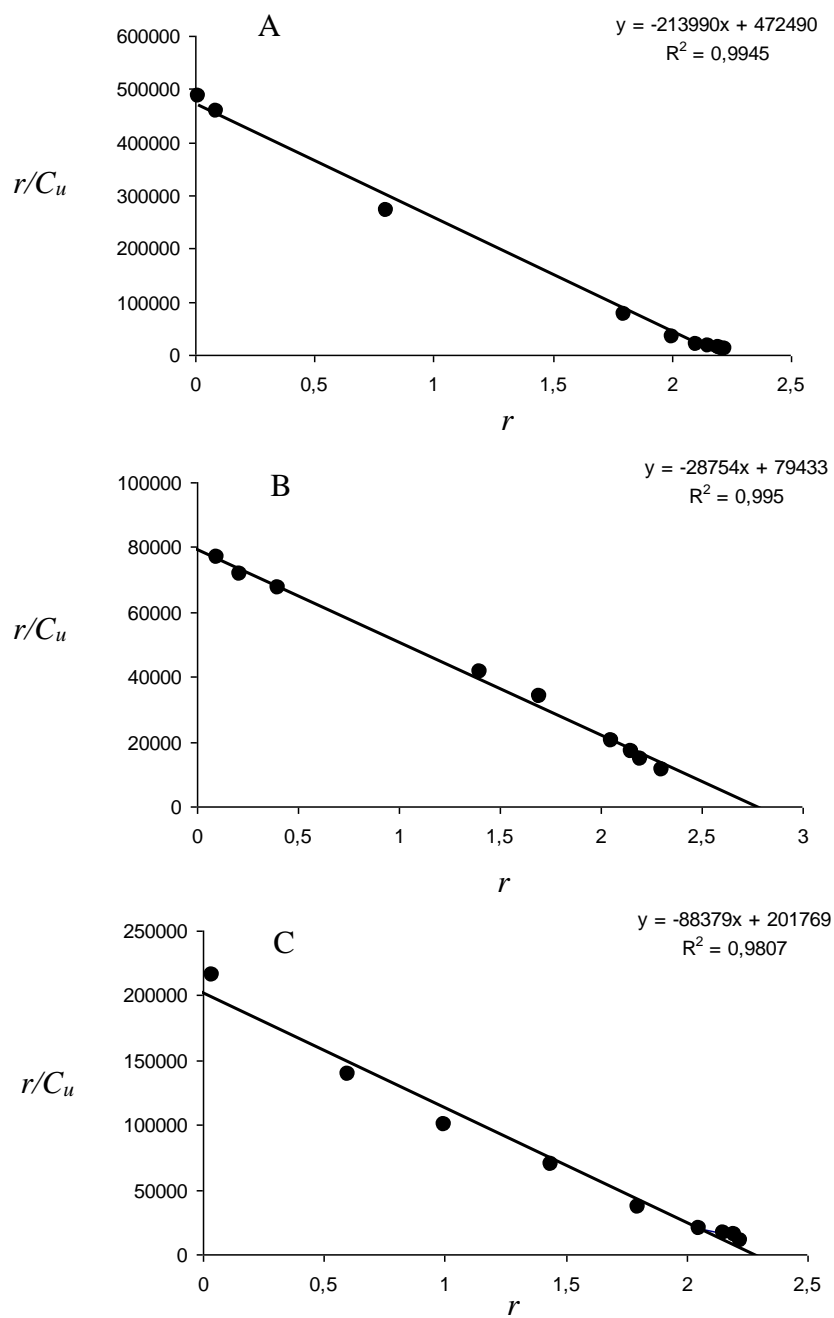 A
y = -213990x + 472490
R² = 0,9945
600000
500000
400000
300000
200000
100000
0
r/Cu
0 0,5 1 1,5 2 2,5
r
B
y = -28754x + 79433
R² = 0,995
100000
80000
60000
40000
20000
0
r/Cu
0 0,5 1 1,5 2 2,5 3
r
C
y = -88379x + 201769
R² = 0,9807
250000
200000
150000
100000
50000
0
r/Cu
0 0,5 1 1,5 2 2,5
r